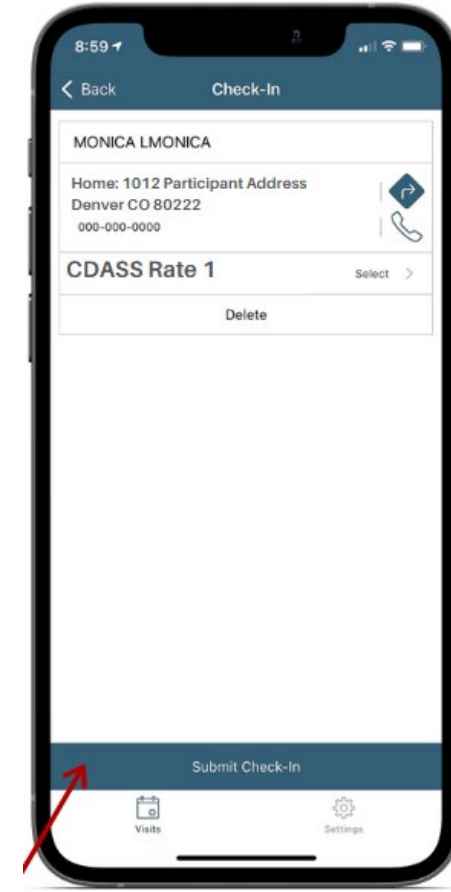 8:59
Back
Check-In
MONICA LMONICA
Home: 1012 Participant Address
Denver CO 80222
000-000-0000
CDASS Rate 1
Select
Delete
Submit Check-In
Visits
Settings